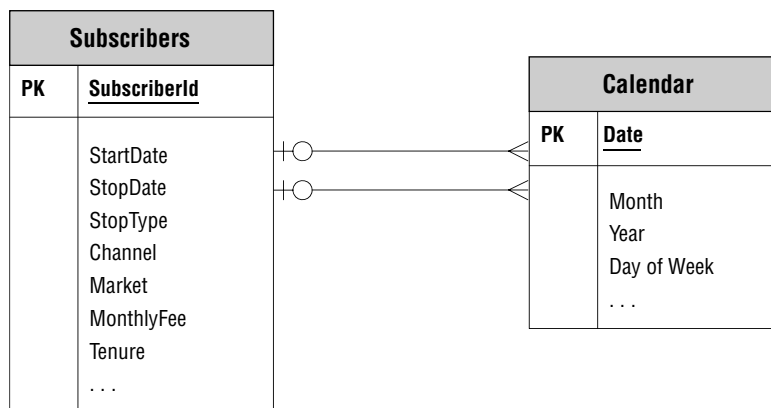 Subscribers
PK SubscriberId
StartDate
StopDate
StopType
Channel
Market
MonthlyFee
Tenure
. . .
Calendar
PK Date
Month
Year
Day of Week
. . .